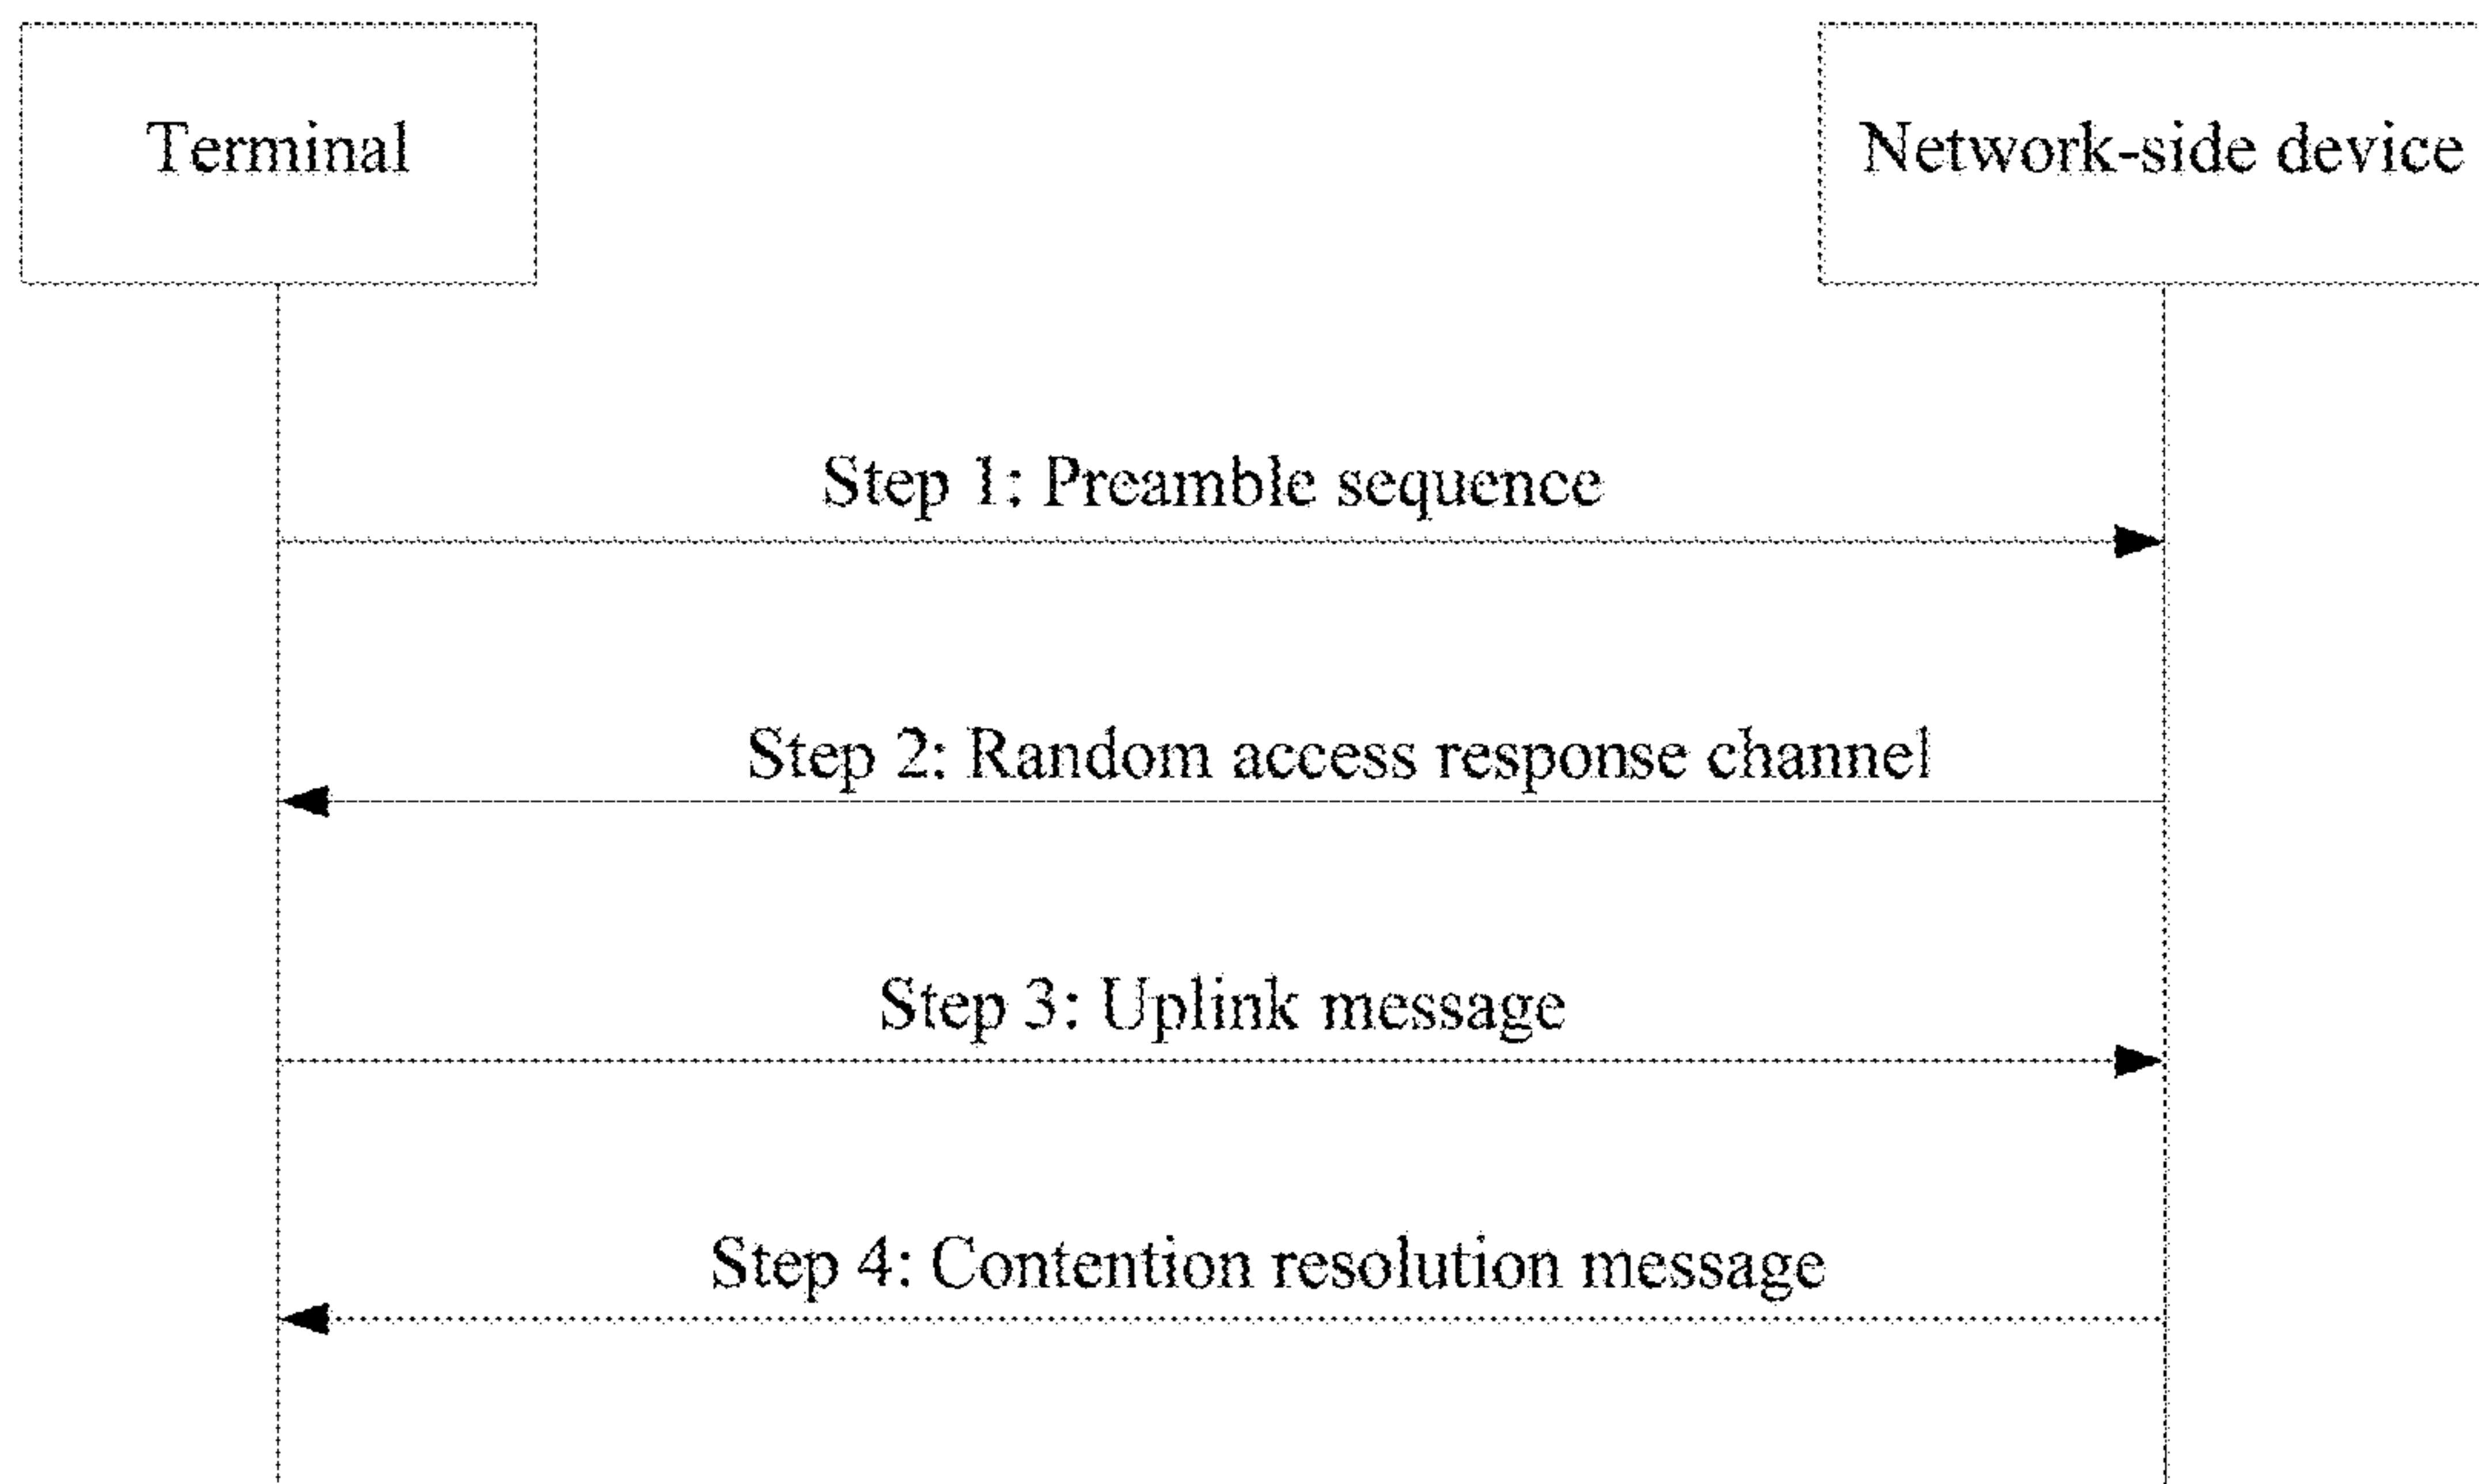 Terminal
Network-side device
Step 1: Preamble sequence
Step 2: Random access response channel
Step 3: Uplink message
Step 4: Contention resolution message